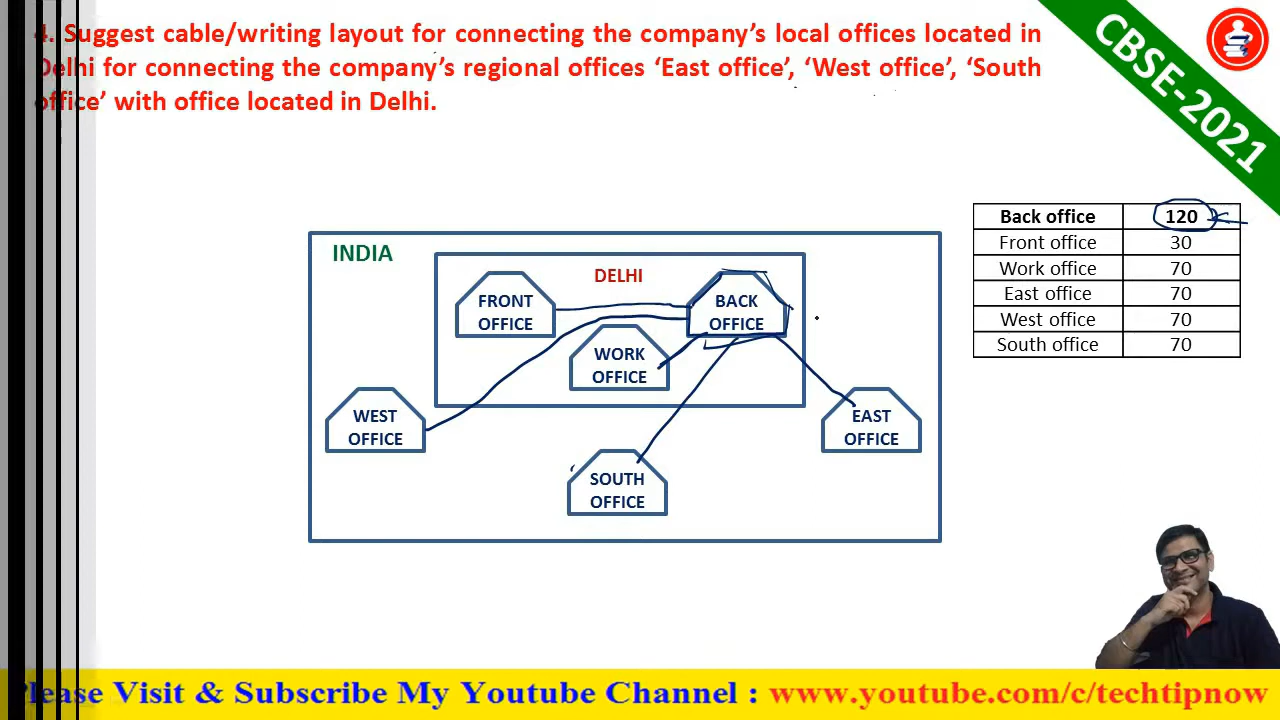 4. Suggest cable/writing layout for connecting the company's local offices located in
Delhi for connecting the company's regional offices 'East office', 'West office', 'South
office' with office located in Delhi.
CBSE-2021
Back office 120
Front office 30
Work office 70
East office 70
West office 70
South office 70
INDIA
DELHI
FRONT
OFFICE
BACK
OFFICE
WORK
OFFICE
WEST
OFFICE
EAST
OFFICE
SOUTH
OFFICE
Please Visit & Subscribe My Youtube Channel : www.youtube.com/c/techtipnow